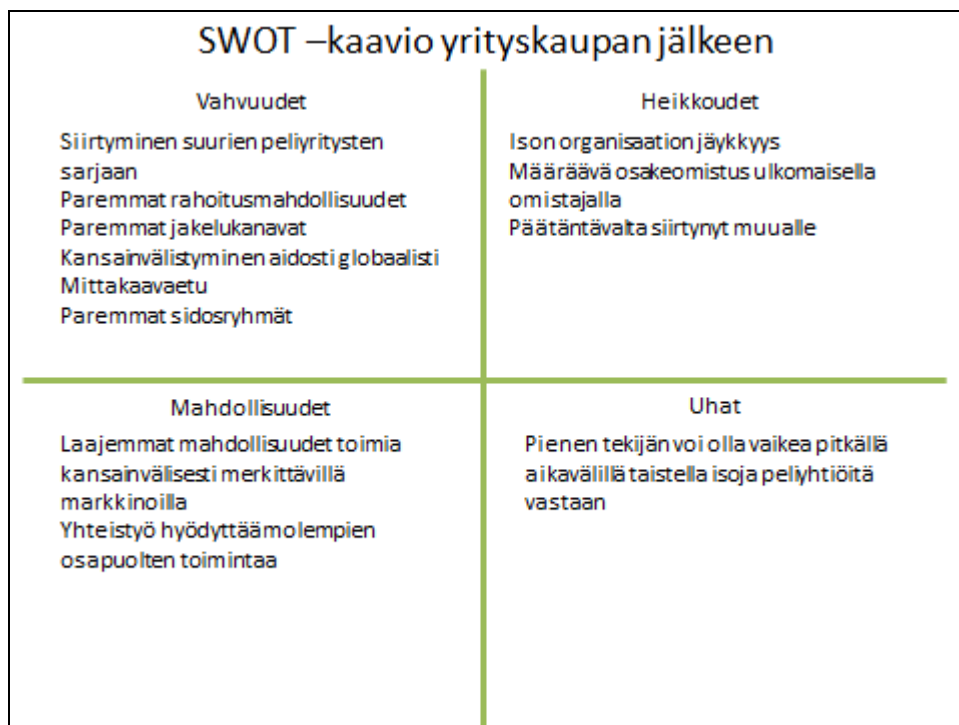 SWOT –kaavio yrityskaupan jälkeen
Vahvuudet
Siirtyminen suurien peliyritysten
sarjaan
Paremmat rahoitusmahdollisuudet
Paremmat jakelukanavat
Kansainvälistyminen aidosti globaalisti
Mittakaavaetu
Paremmat sidosryhmät
Heikkoudet
Ison organisaation jäykkyys
Määräävä osakeomistus ulkomaisella
omistajalla
Päätäntävalta siirtynyt muualle
Mahdollisuudet
Laajemmat mahdollisuudet toimia
kansainvälisesti merkittävillä
markkinoilla
Yhteistyö hyödyttää molempien
osapuolten toimintaa
Uhat
Pienen tekijän voi olla vaikea pitkällä
aikavälillä taistella isoja peliyhtiöitä
vastaan